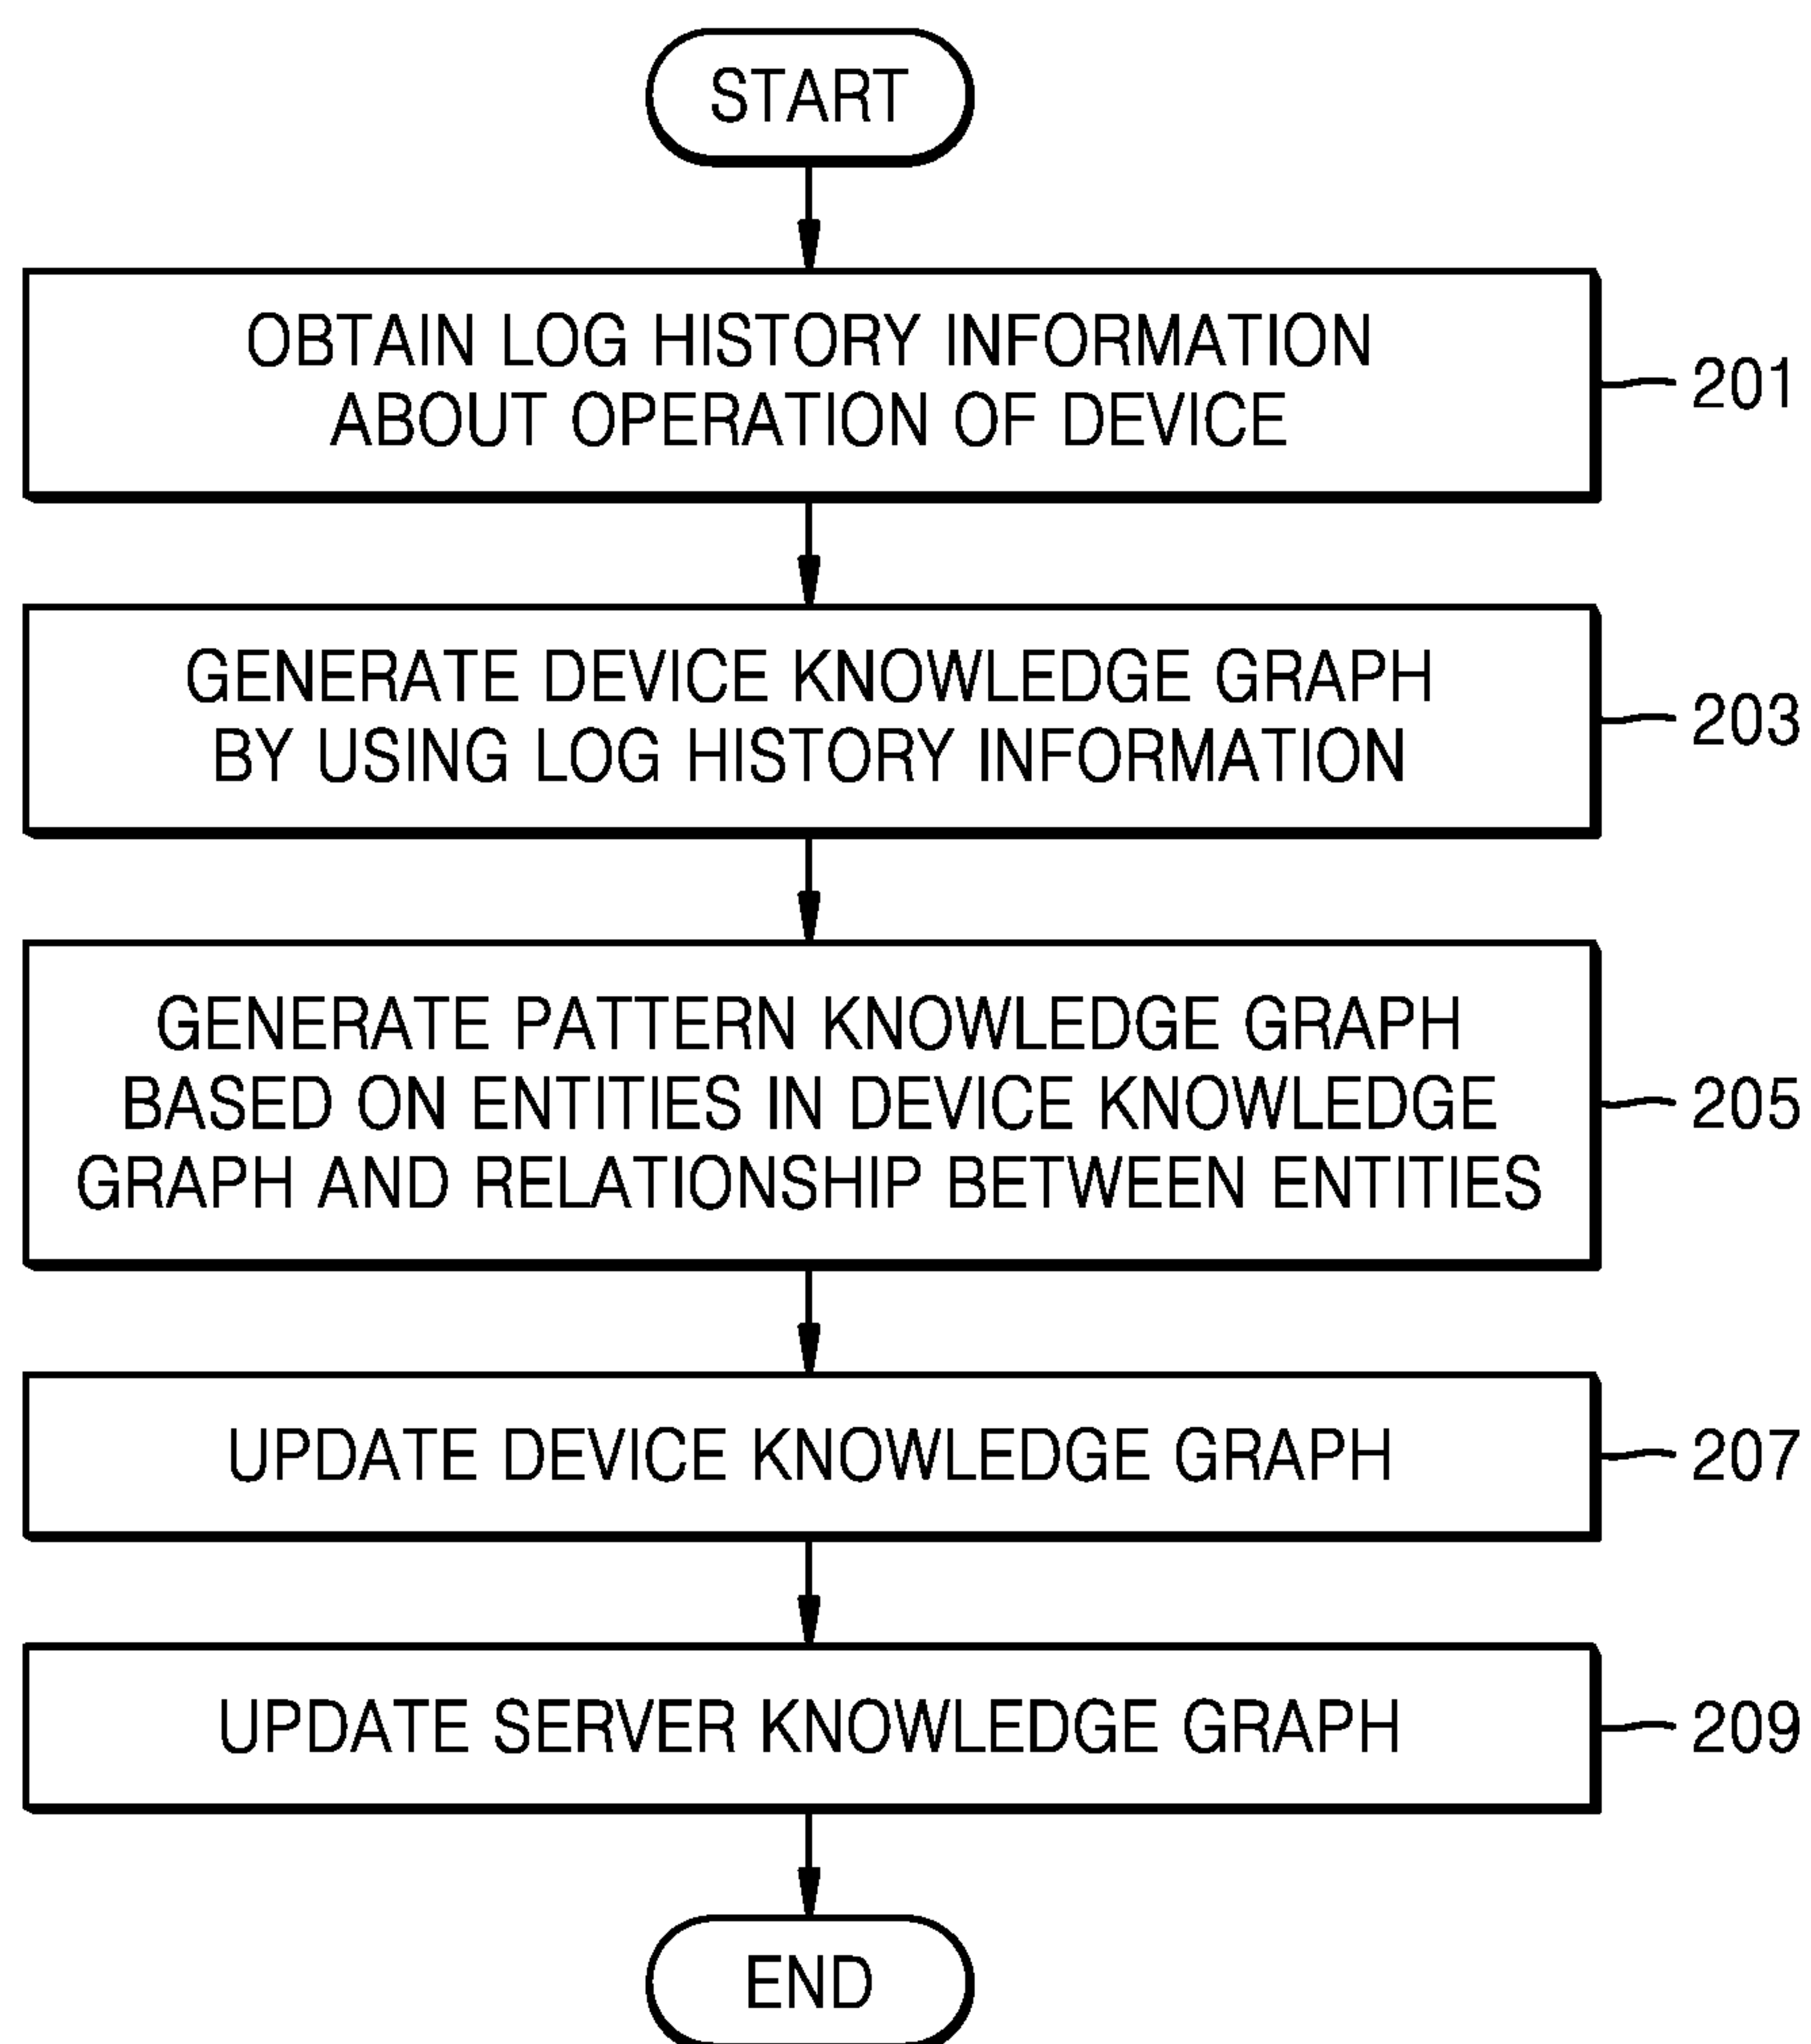 START
OBTAIN LOG HISTORY INFORMATION
ABOUT OPERATION OF DEVICE
201
GENERATE DEVICE KNOWLEDGE GRAPH
BY USING LOG HISTORY INFORMATION
203
GENERATE PATTERN KNOWLEDGE GRAPH
BASED ON ENTITIES IN DEVICE KNOWLEDGE
GRAPH AND RELATIONSHIP BETWEEN ENTITIES
205
UPDATE DEVICE KNOWLEDGE GRAPH
207
UPDATE SERVER KNOWLEDGE GRAPH
209
END